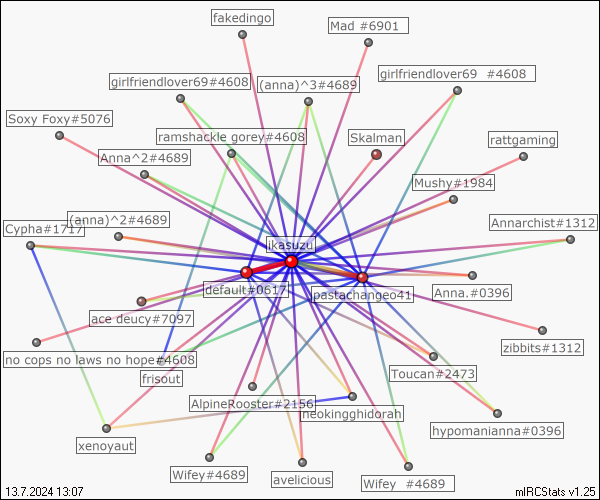 fakedingo
Mad #6901
girlfriendlover69#4608
(anna)^3#4689
girlfriendlover69 #4608
Soxy Foxy#5076
ramshackle gorey#4608
Skalman
rattgaming
Anna^2#4689
Mushy#1984
Cypha#1717
(anna)^2#4689
Annarchist#1312
ikasuzu
default#0617
pastachangeo41
Anna.#0396
ace deucy#7097
no cops no laws no hope#4608
zibbits#1312
frisout
Toucan#2473
AlpineRooster#2156
neokingghidorah
xenoyaut
hypomanianna#0396
Wifey#4689
avelicious
Wifey #4689
13.7.2024 13:07
mIRCStats v1.25